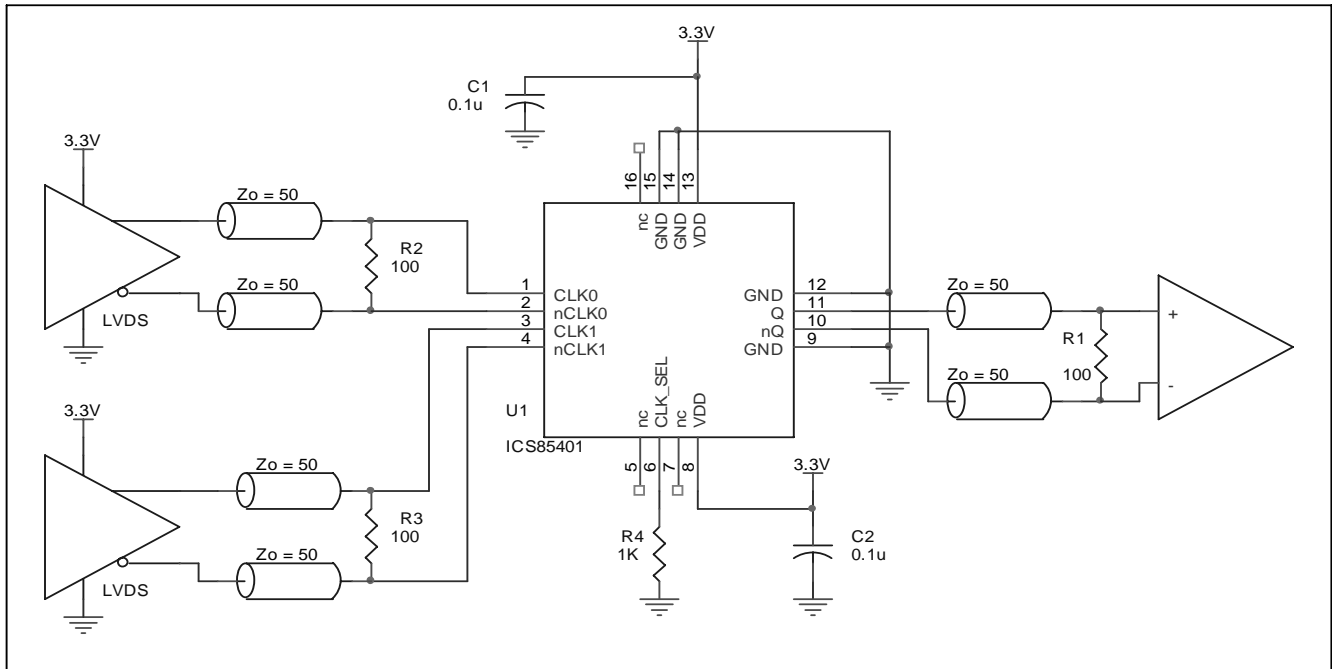 3.3V
C1
0.1u
3.3V
16
15
14
13
nc
GND
GND
VDD
Zo = 50
R2
100
Zo = 50
LVDS
1
2
3
4
CLK0
nCLK0
CLK1
nCLK1
GND
Q
nQ
GND
12
11
10
9
Zo = 50
R1
100
Zo = 50
+
-
U1
ICS85401
nc
CLK_SEL
nc
VDD
5
6
7
8
3.3V
Zo = 50
R3
100
Zo = 50
LVDS
R4
1K
3.3V
C2
0.1u